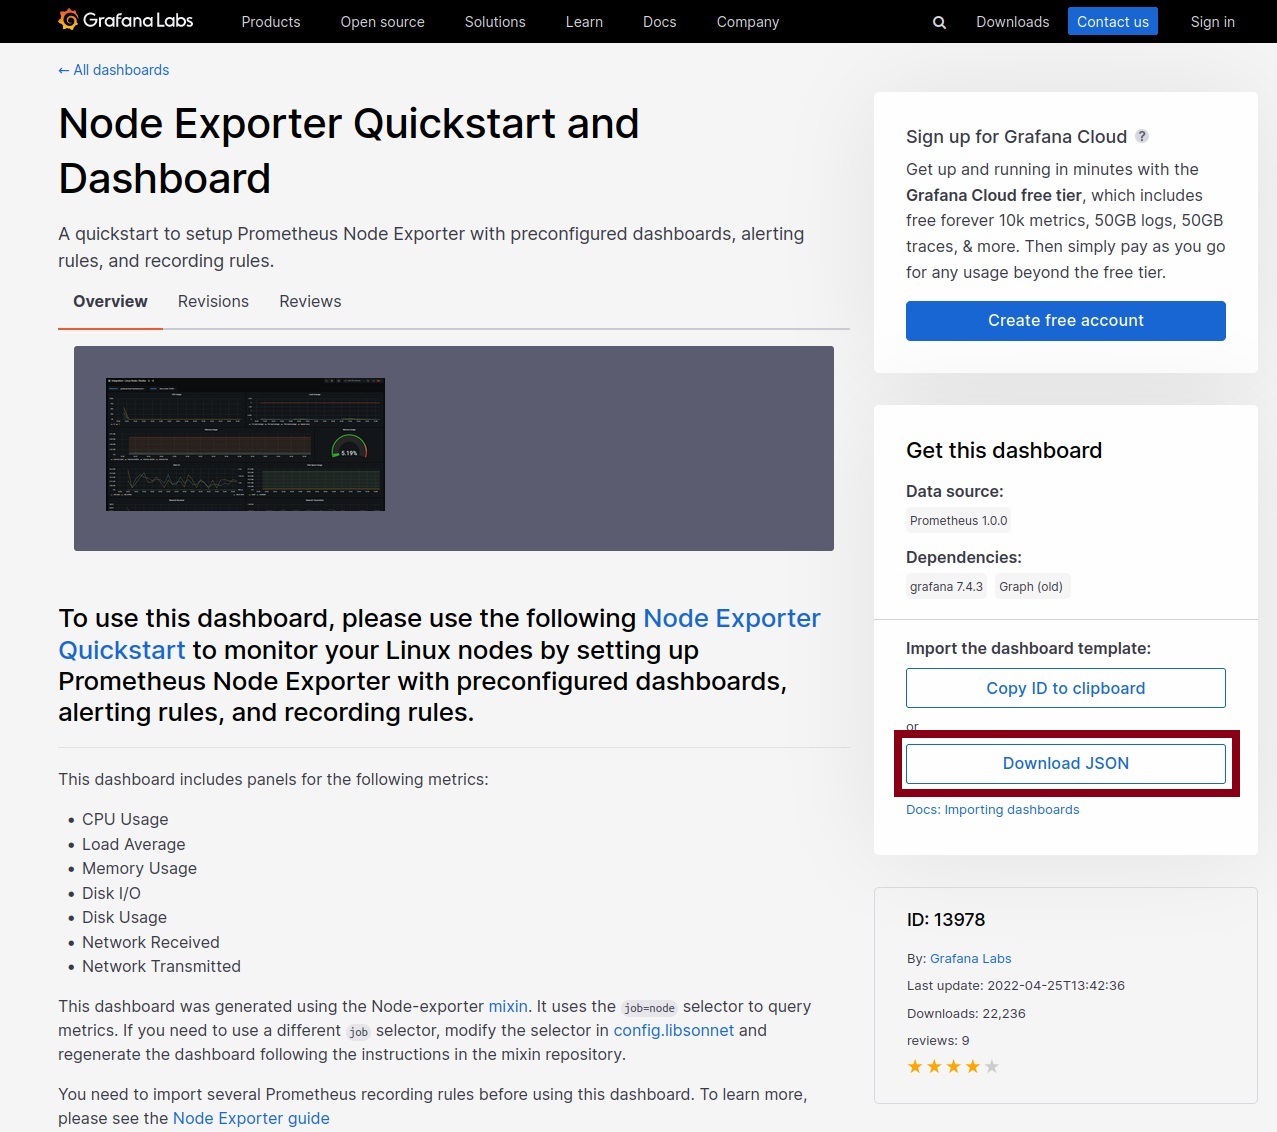 Grafana Labs Products Open source Solutions Learn Docs Company Downloads Contact us Sign in
← All dashboards
Node Exporter Quickstart and
Dashboard
A quickstart to setup Prometheus Node Exporter with preconfigured dashboards, alerting
rules, and recording rules.
Overview Revisions Reviews
5.19%
To use this dashboard, please use the following Node Exporter
Quickstart to monitor your Linux nodes by setting up
Prometheus Node Exporter with preconfigured dashboards,
alerting rules, and recording rules.
This dashboard includes panels for the following metrics:
• CPU Usage
• Load Average
• Memory Usage
• Disk I/O
• Disk Usage
• Network Received
• Network Transmitted
This dashboard was generated using the Node-exporter mixin. It uses the job=node selector to query
metrics. If you need to use a different job selector, modify the selector in config.libsonnet and
regenerate the dashboard following the instructions in the mixin repository.
You need to import several Prometheus recording rules before using this dashboard. To learn more,
please see the Node Exporter guide
Sign up for Grafana Cloud ?
Get up and running in minutes with the
Grafana Cloud free tier, which includes
free forever 10k metrics, 50GB logs, 50GB
traces, & more. Then simply pay as you go
for any usage beyond the free tier.
Create free account
Get this dashboard
Data source:
Prometheus 1.0.0
Dependencies:
grafana 7.4.3 Graph (old)
Import the dashboard template:
Copy ID to clipboard
or
Download JSON
Docs: Importing dashboards
ID: 13978
By: Grafana Labs
Last update: 2022-04-25T13:42:36
Downloads: 22,236
reviews: 9